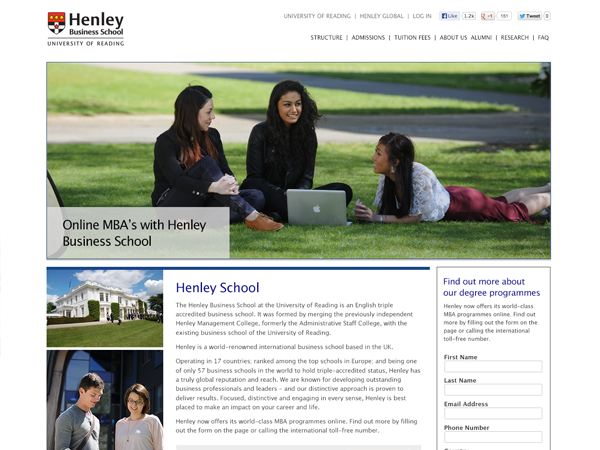 Henley
Business School
UNIVERSITY OF READING
UNIVERSITY OF READING | HENLEY GLOBAL | LOG IN
Like 1.2k +1 151 Tweet 0
STRUCTURE | ADMISSIONS | TUITION FEES | ABOUT US ALUMNI | RESEARCH | FAQ
Online MBA's with Henley
Business School
Henley School
The Henley Business School at the University of Reading is an English triple
accredited business school. It was formed by merging the previously independent
Henley Management College, formerly the Administrative Staff College, with the
existing business school of the University of Reading.
Henley is a world-renowned international business school based in the UK.
Operating in 17 countries; ranked among the top schools in Europe; and being one
of only 57 business schools in the world to hold triple-accredited status, Henley has
a truly global reputation and reach. We are known for developing outstanding
business professionals and leaders - and our distinctive approach is proven to
deliver results. Focused, distinctive and engaging in every sense, Henley is best
placed to make an impact on your career and life.
Henley now offers its world-class MBA programmes online. Find out more by filling
out the form on the page or calling the international toll-free number.
Find out more about
our degree programmes
Henley now offers its world-class
MBA programmes online. Find out
more by filling out the form on the
page or calling the international
toll-free number.
First Name
Last Name
Email Address
Phone Number